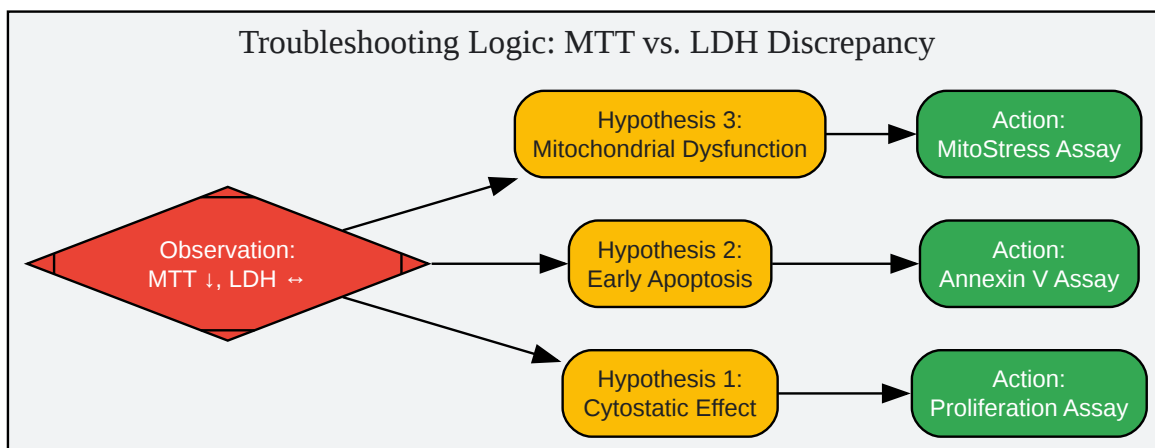 Troubleshooting Logic: MTT vs. LDH Discrepancy
Hypothesis 3:
Mitochondrial Dysfunction
Action:
MitoStress Assay
Observation:
MTT ↓, LDH ↔
Hypothesis 2:
Early Apoptosis
Action:
Annexin V Assay
Hypothesis 1:
Cytostatic Effect
Action:
Proliferation Assay